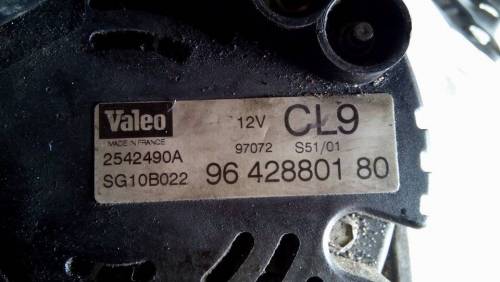 Valeo 12V CL9
MADE IN FRANCE
2542490A 97072 S51/01
SG10B022 96 428801 80